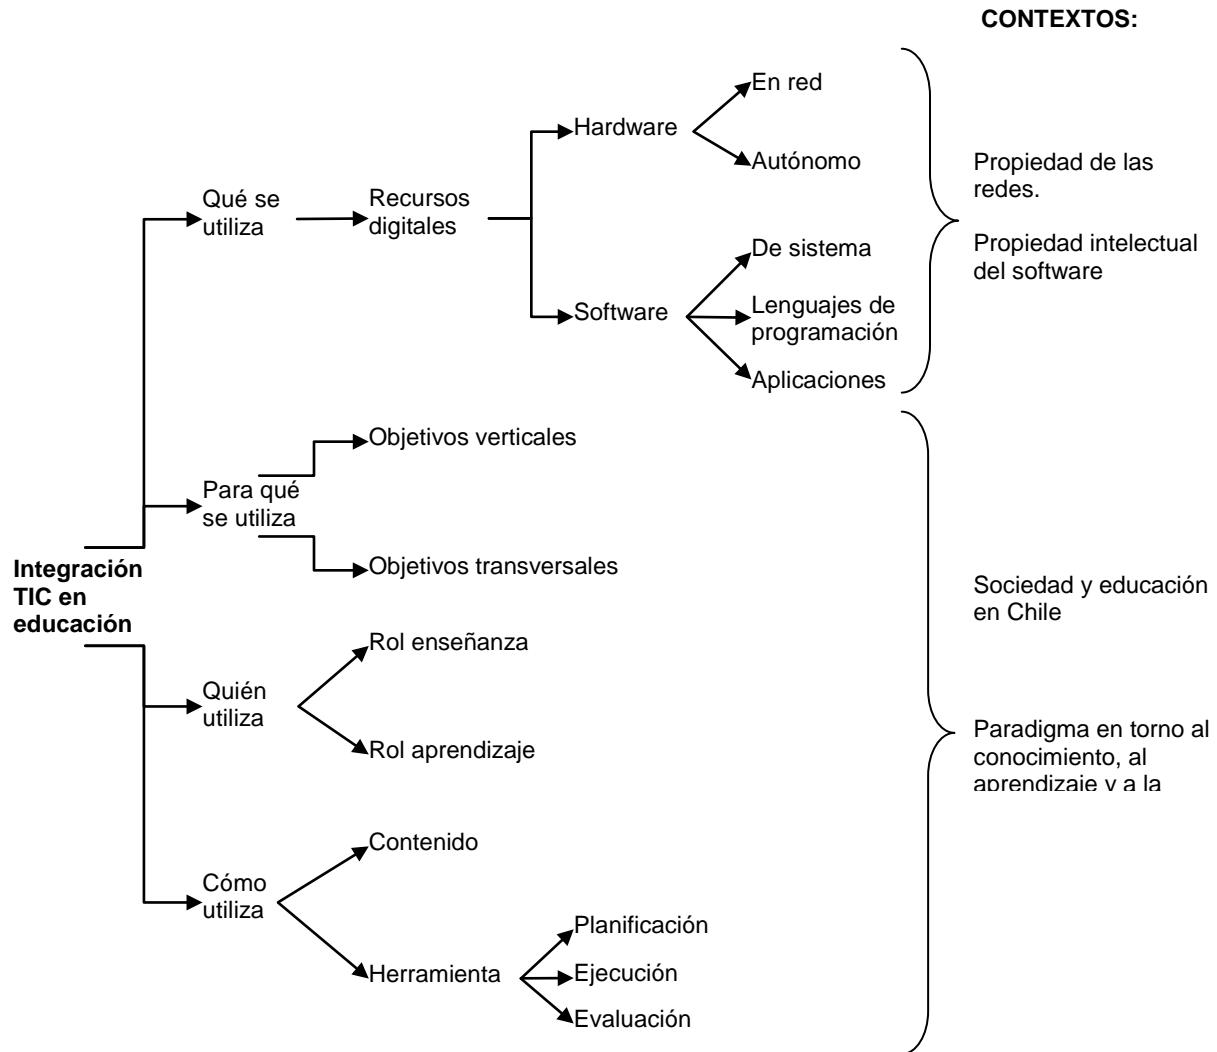 CONTEXTOS:
En red
Hardware
Autónomo
Propiedad de las
redes.
Qué se
utiliza
Recursos
digitales
Propiedad intelectual
del software
De sistema
Software
Lenguajes de
programación
Aplicaciones
Objetivos verticales
Para qué
se utiliza
Objetivos transversales
Integración
TIC en
educación
Sociedad y educación
en Chile
Rol enseñanza
Quién
utiliza
Rol aprendizaje
Paradigma en torno al
conocimiento, al
aprendizaje y a la
Contenido
Cómo
utiliza
Herramienta
Planificación
Ejecución
Evaluación